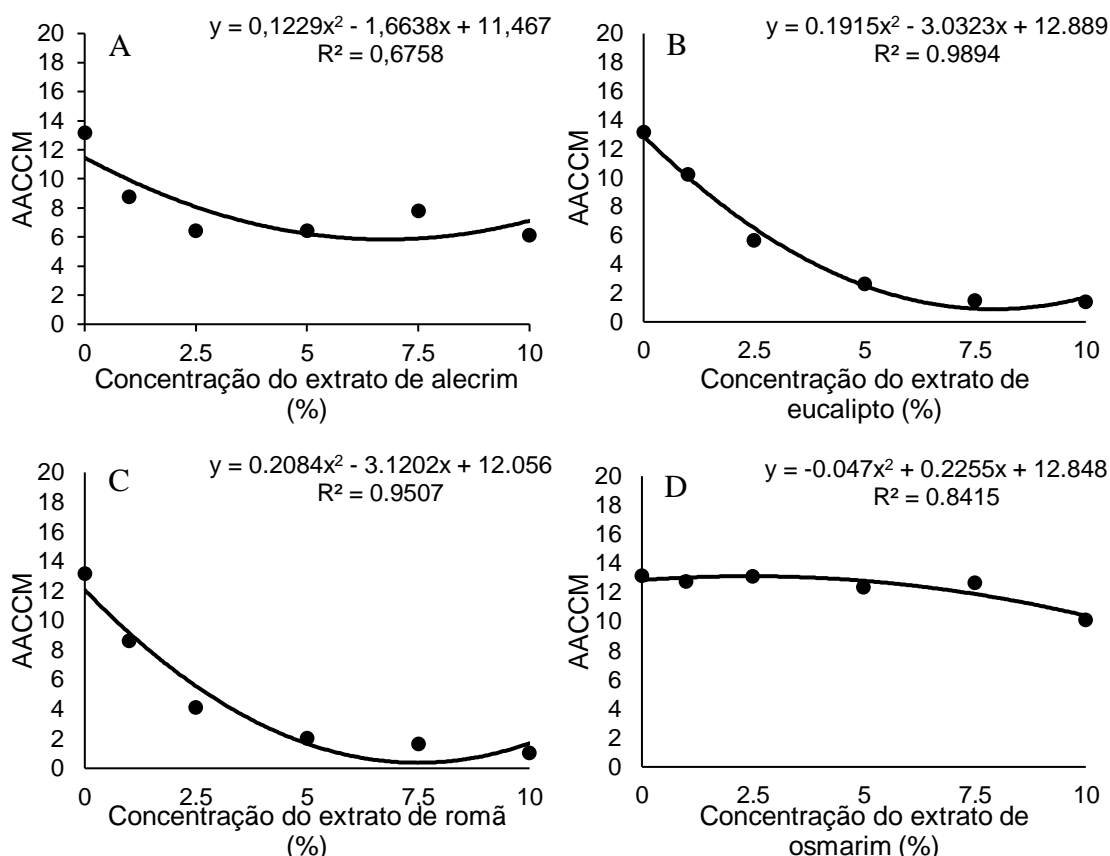 A
y = 0,1229x² - 1,6638x + 11,467
R² = 0,6758
20
18
16
14
12
10
8
6
4
2
0
AACCM
0 2.5 5 7.5 10
Concentração do extrato de alecrim
(%)
B
y = 0.1915x² - 3.0323x + 12.889
R² = 0.9894
20
18
16
14
12
10
8
6
4
2
0
AACCM
0 2.5 5 7.5 10
Concentração do extrato de
eucalipto (%)
C
y = 0.2084x² - 3.1202x + 12.056
R² = 0.9507
20
18
16
14
12
10
8
6
4
2
0
AACCM
0 2.5 5 7.5 10
Concentração do extrato de romã
(%)
D
y = -0.047x² + 0.2255x + 12.848
R² = 0.8415
20
18
16
14
12
10
8
6
4
2
0
AACCM
0 2.5 5 7.5 10
Concentração do extrato de
osmarim (%)